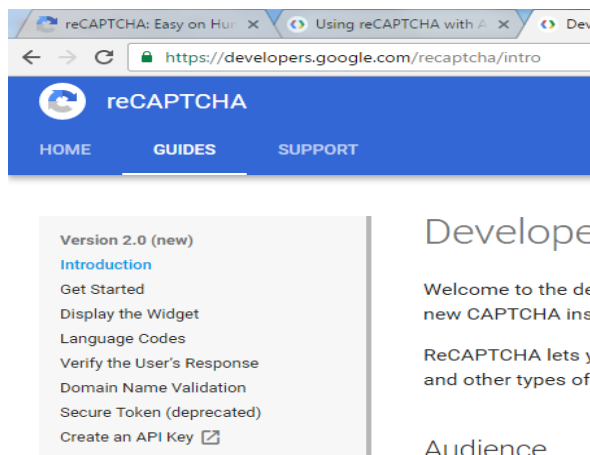 reCAPTCHA: Easy on Hum
Using reCAPTCHA with A
Dev
https://developers.google.com/recaptcha/intro
reCAPTCHA
HOME GUIDES SUPPORT
Version 2.0 (new)
Introduction
Get Started
Display the Widget
Language Codes
Verify the User's Response
Domain Name Validation
Secure Token (deprecated)
Create an API Key
Develope
Welcome to the de
new CAPTCHA ins
ReCAPTCHA lets y
and other types of
Audience